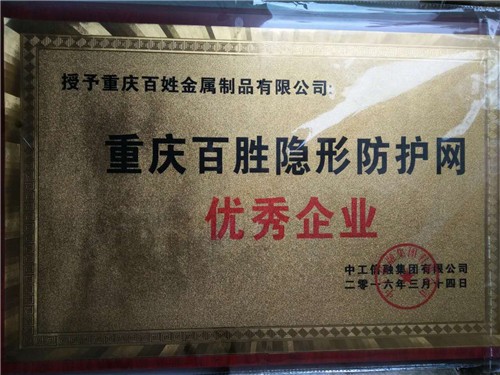 授予重庆百姓金属制品有限公司:
重庆百胜隐形防护网
优秀企业
中工信融集团有限公司
二零一六年三月十四日